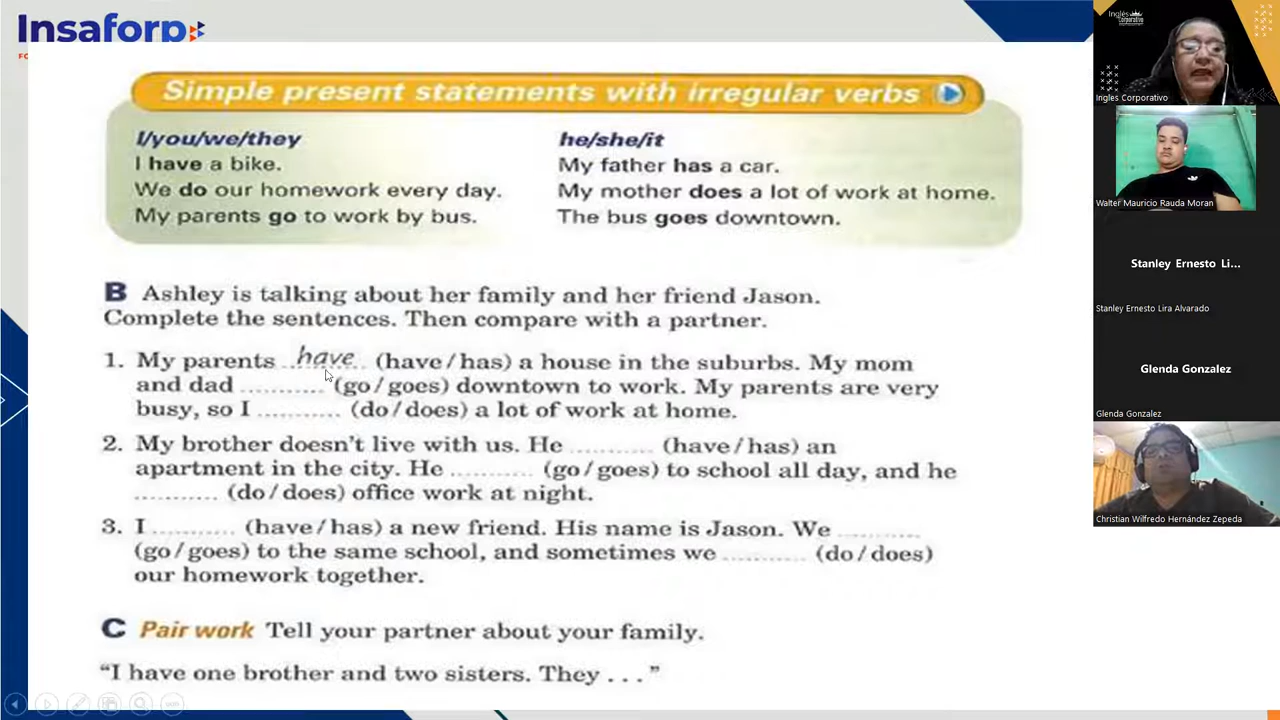 Insaforp
FO
Simple present statements with irregular verbs
I/you/we/they
I have a bike.
We do our homework every day.
My parents go to work by bus.
he/she/it
My father has a car.
My mother does a lot of work at home.
The bus goes downtown.
B Ashley is talking about her family and her friend Jason.
Complete the sentences. Then compare with a partner.
1. My parents have (have / has) a house in the suburbs. My mom
and dad .......... (go / goes) downtown to work. My parents are very
busy, so I .......... (do / does) a lot of work at home.
2. My brother doesn't live with us. He .......... (have / has) an
apartment in the city. He .......... (go / goes) to school all day, and he
.......... (do / does) office work at night.
3. I .......... (have / has) a new friend. His name is Jason. We ..........
(go / goes) to the same school, and sometimes we .......... (do / does)
our homework together.
C Pair work Tell your partner about your family.
"I have one brother and two sisters. They . . . "
Inglés
Corporativo
Ingles Corporativo
Walter Mauricio Rauda Moran
Stanley Ernesto Li...
Stanley Ernesto Lira Alvarado
Glenda Gonzalez
Glenda Gonzalez
Christian Wilfredo Hernández Zepeda